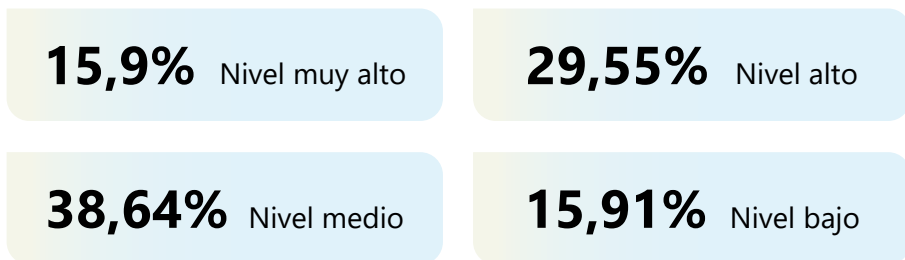 15,9% Nivel muy alto
29,55% Nivel alto
38,64% Nivel medio
15,91% Nivel bajo